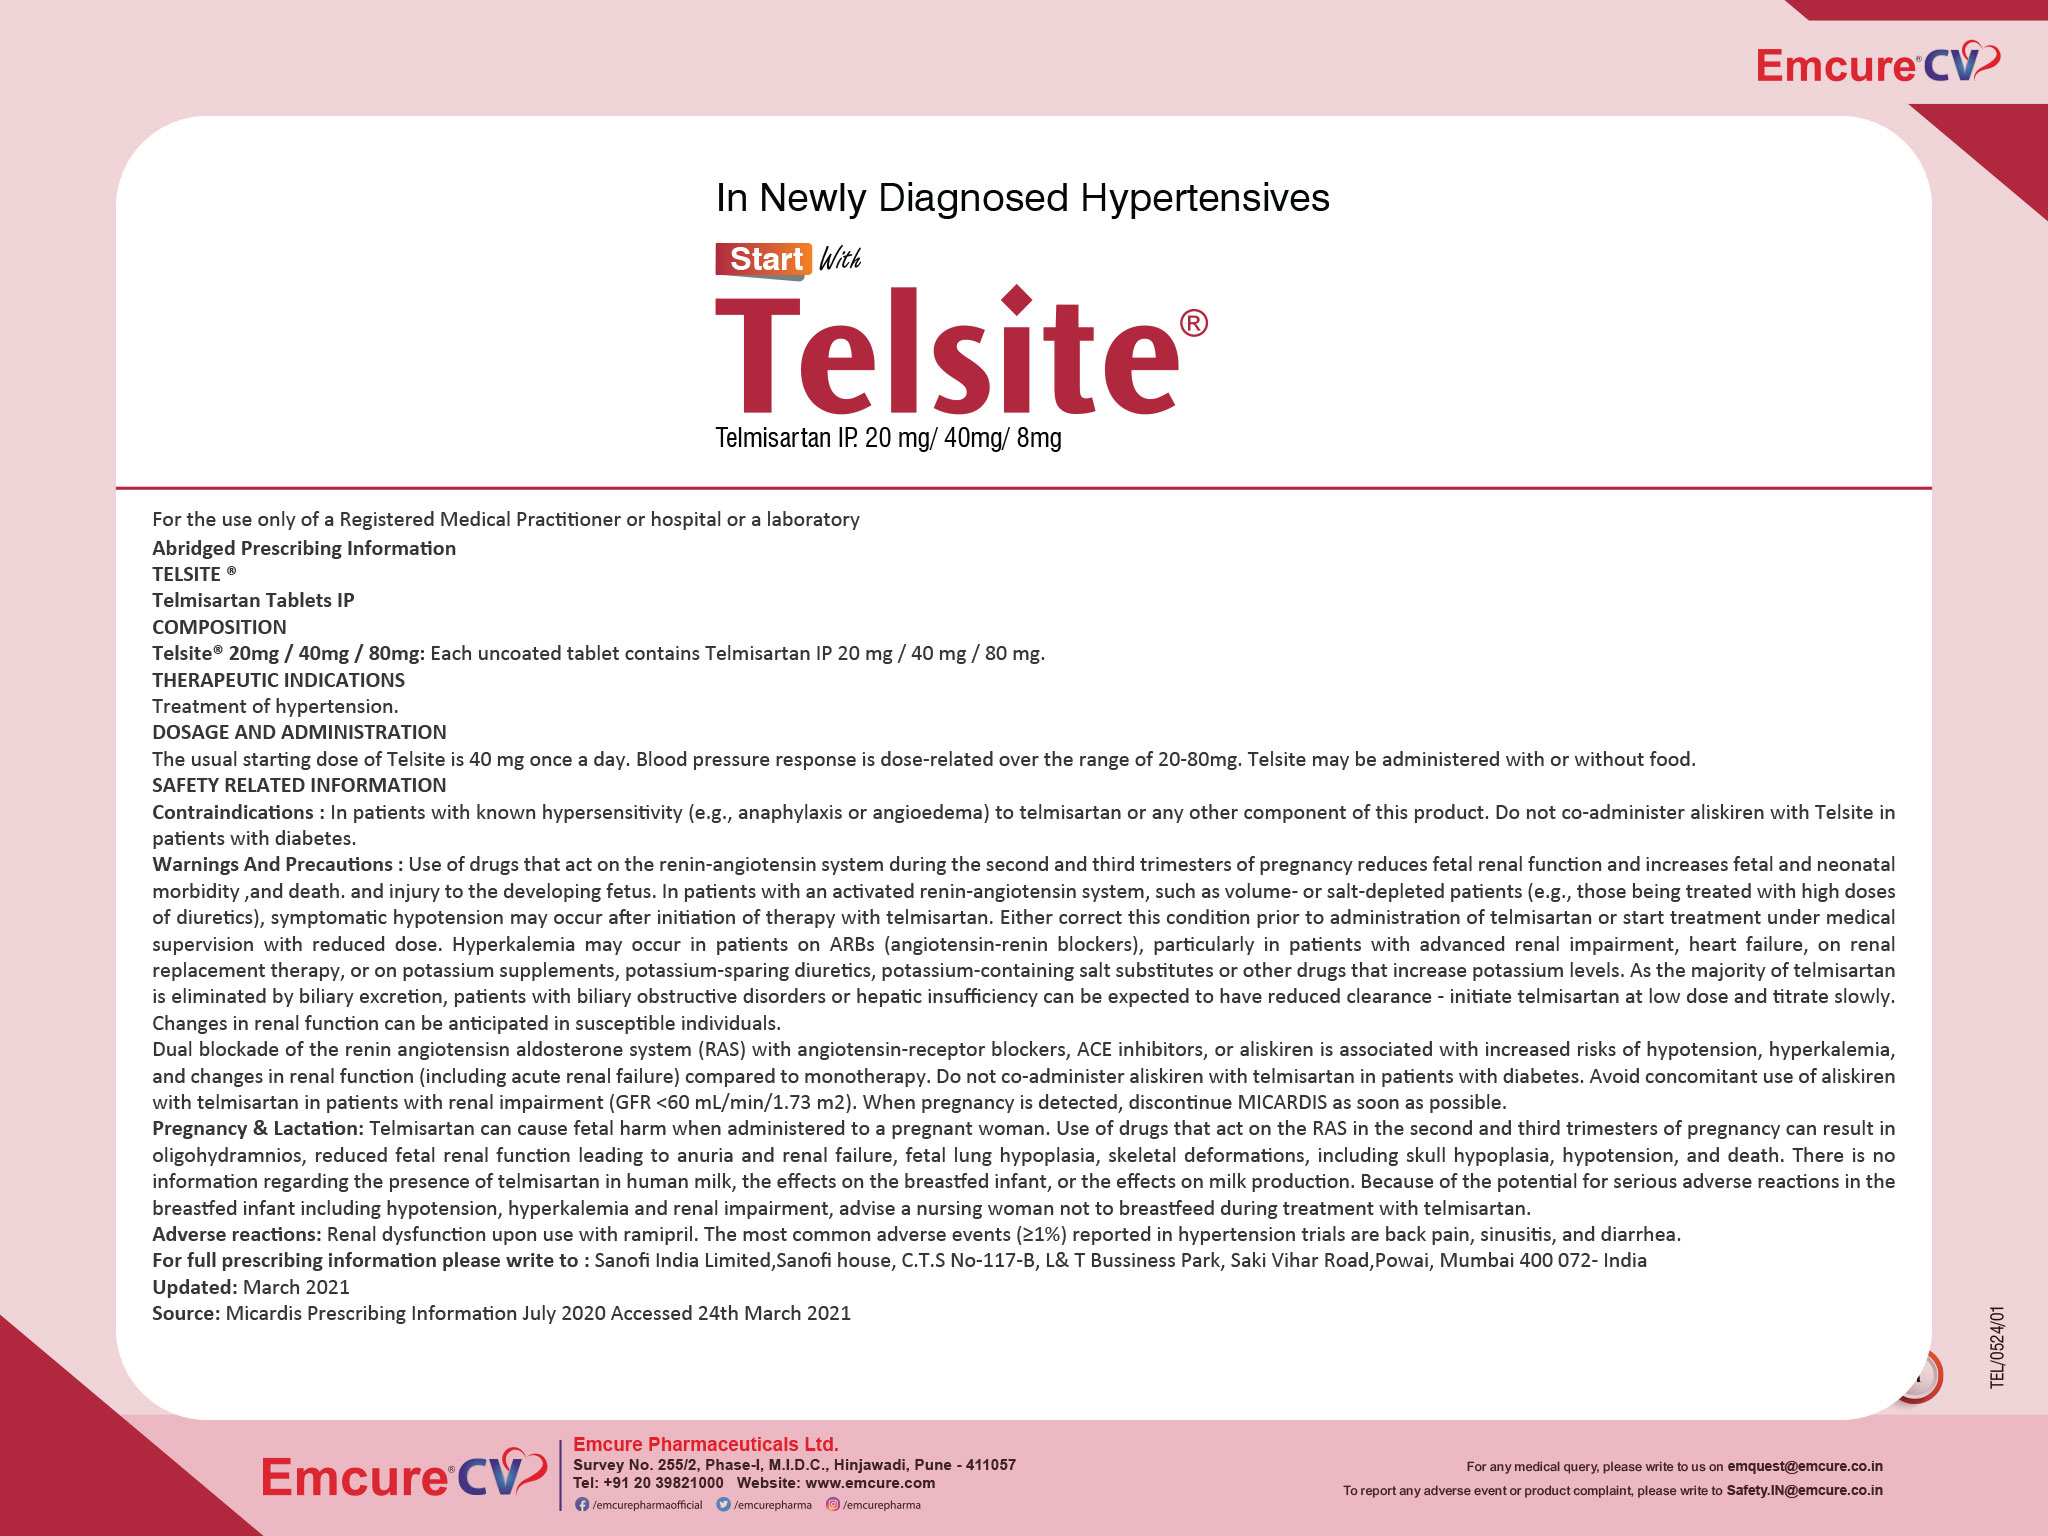 Emcure® CV
In Newly Diagnosed Hypertensives
Start With
Telsite®
Telmisartan IP. 20 mg/ 40mg/ 8mg
For the use only of a Registered Medical Practitioner or hospital or a laboratory
Abridged Prescribing Information
TELSITE ®
Telmisartan Tablets IP
COMPOSITION
Telsite® 20mg / 40mg / 80mg: Each uncoated tablet contains Telmisartan IP 20 mg / 40 mg / 80 mg.
THERAPEUTIC INDICATIONS
Treatment of hypertension.
DOSAGE AND ADMINISTRATION
The usual starting dose of Telsite is 40 mg once a day. Blood pressure response is dose-related over the range of 20-80mg. Telsite may be administered with or without food.
SAFETY RELATED INFORMATION
Contraindications : In patients with known hypersensitivity (e.g., anaphylaxis or angioedema) to telmisartan or any other component of this product. Do not co-administer aliskiren with Telsite in
patients with diabetes.
Warnings And Precautions : Use of drugs that act on the renin-angiotensin system during the second and third trimesters of pregnancy reduces fetal renal function and increases fetal and neonatal
morbidity ,and death. and injury to the developing fetus. In patients with an activated renin-angiotensin system, such as volume- or salt-depleted patients (e.g., those being treated with high doses
of diuretics), symptomatic hypotension may occur after initiation of therapy with telmisartan. Either correct this condition prior to administration of telmisartan or start treatment under medical
supervision with reduced dose. Hyperkalemia may occur in patients on ARBs (angiotensin-renin blockers), particularly in patients with advanced renal impairment, heart failure, on renal
replacement therapy, or on potassium supplements, potassium-sparing diuretics, potassium-containing salt substitutes or other drugs that increase potassium levels. As the majority of telmisartan
is eliminated by biliary excretion, patients with biliary obstructive disorders or hepatic insufficiency can be expected to have reduced clearance - initiate telmisartan at low dose and titrate slowly.
Changes in renal function can be anticipated in susceptible individuals.
Dual blockade of the renin angiotensisn aldosterone system (RAS) with angiotensin-receptor blockers, ACE inhibitors, or aliskiren is associated with increased risks of hypotension, hyperkalemia,
and changes in renal function (including acute renal failure) compared to monotherapy. Do not co-administer aliskiren with telmisartan in patients with diabetes. Avoid concomitant use of aliskiren
with telmisartan in patients with renal impairment (GFR <60 mL/min/1.73 m2). When pregnancy is detected, discontinue MICARDIS as soon as possible.
Pregnancy & Lactation: Telmisartan can cause fetal harm when administered to a pregnant woman. Use of drugs that act on the RAS in the second and third trimesters of pregnancy can result in
oligohydramnios, reduced fetal renal function leading to anuria and renal failure, fetal lung hypoplasia, skeletal deformations, including skull hypoplasia, hypotension, and death. There is no
information regarding the presence of telmisartan in human milk, the effects on the breastfed infant, or the effects on milk production. Because of the potential for serious adverse reactions in the
breastfed infant including hypotension, hyperkalemia and renal impairment, advise a nursing woman not to breastfeed during treatment with telmisartan.
Adverse reactions: Renal dysfunction upon use with ramipril. The most common adverse events (≥1%) reported in hypertension trials are back pain, sinusitis, and diarrhea.
For full prescribing information please write to : Sanofi India Limited,Sanofi house, C.T.S No-117-B, L& T Bussiness Park, Saki Vihar Road,Powai, Mumbai 400 072- India
Updated: March 2021
Source: Micardis Prescribing Information July 2020 Accessed 24th March 2021
TEL/0524/01
Emcure® CV
Emcure Pharmaceuticals Ltd.
Survey No. 255/2, Phase-I, M.I.D.C., Hinjawadi, Pune - 411057
Tel: +91 20 39821000 Website: www.emcure.com
/emcurepharmaofficial /emcurepharma /emcurepharma
For any medical query, please write to us on emquest@emcure.co.in
To report any adverse event or product complaint, please write to Safety.IN@emcure.co.in